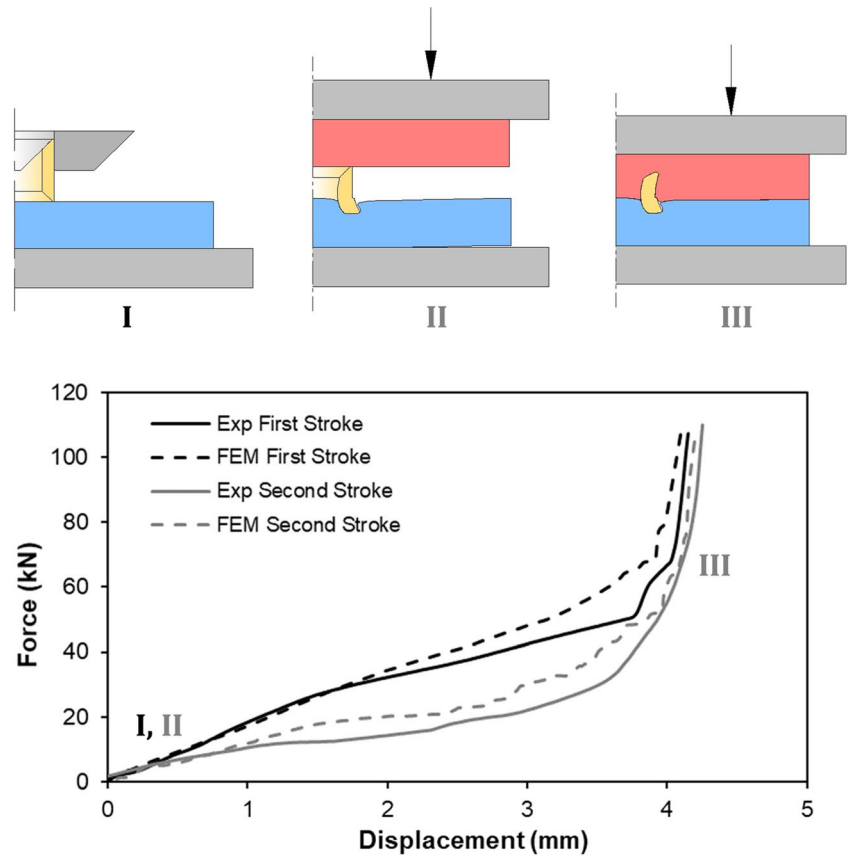 I
II
III
120
100
80
60
40
20
0
Force (kN)
Exp First Stroke
FEM First Stroke
Exp Second Stroke
FEM Second Stroke
III
I, II
0 1 2 3 4 5
Displacement (mm)